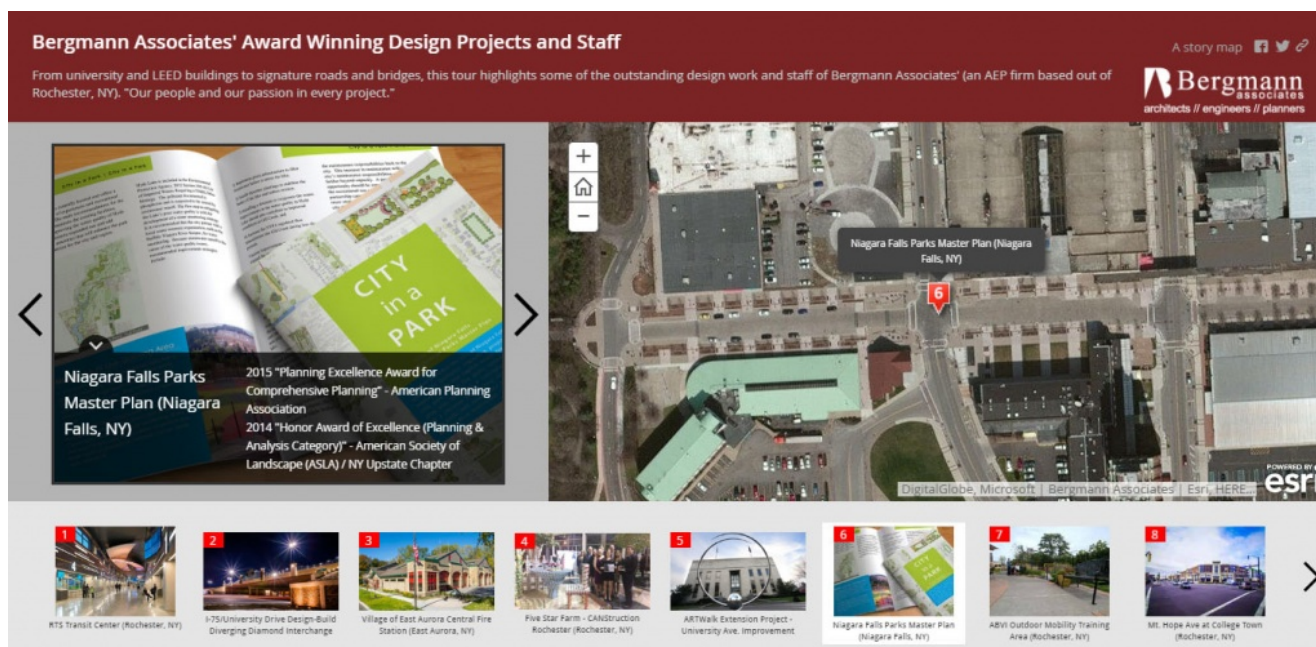 Bergmann Associates' Award Winning Design Projects and Staff
A story map
From university and LEED buildings to signature roads and bridges, this tour highlights some of the outstanding design work and staff of Bergmann Associates' (an AEP firm based out of
Rochester, NY). "Our people and our passion in every project."
Bergmann
associates
architects // engineers // planners
CITY
in a
PARK
Niagara Falls Parks
Master Plan (Niagara
Falls, NY)
2015 "Planning Excellence Award for
Comprehensive Planning" - American Planning
Association
2014 "Honor Award of Excellence (Planning &
Analysis Category)" - American Society of
Landscape (ASLA) / NY Upstate Chapter
+
−
Niagara Falls Parks Master Plan (Niagara
Falls, NY)
6
DigitalGlobe, Microsoft | Bergmann Associates | Esri, HERE...
POWERED BY
esri
1
RTS Transit Center (Rochester, NY)
2
I-75/University Drive Design-Build
Diverging Diamond Interchange
3
Village of East Aurora Central Fire
Station (East Aurora, NY)
4
Five Star Farm - CANStruction
Rochester (Rochester, NY)
5
ARTWalk Extension Project -
University Ave. Improvement
6
Niagara Falls Parks Master Plan
(Niagara Falls, NY)
7
ABVI Outdoor Mobility Training
Area (Rochester, NY)
8
Mt. Hope Ave at College Town
(Rochester, NY)